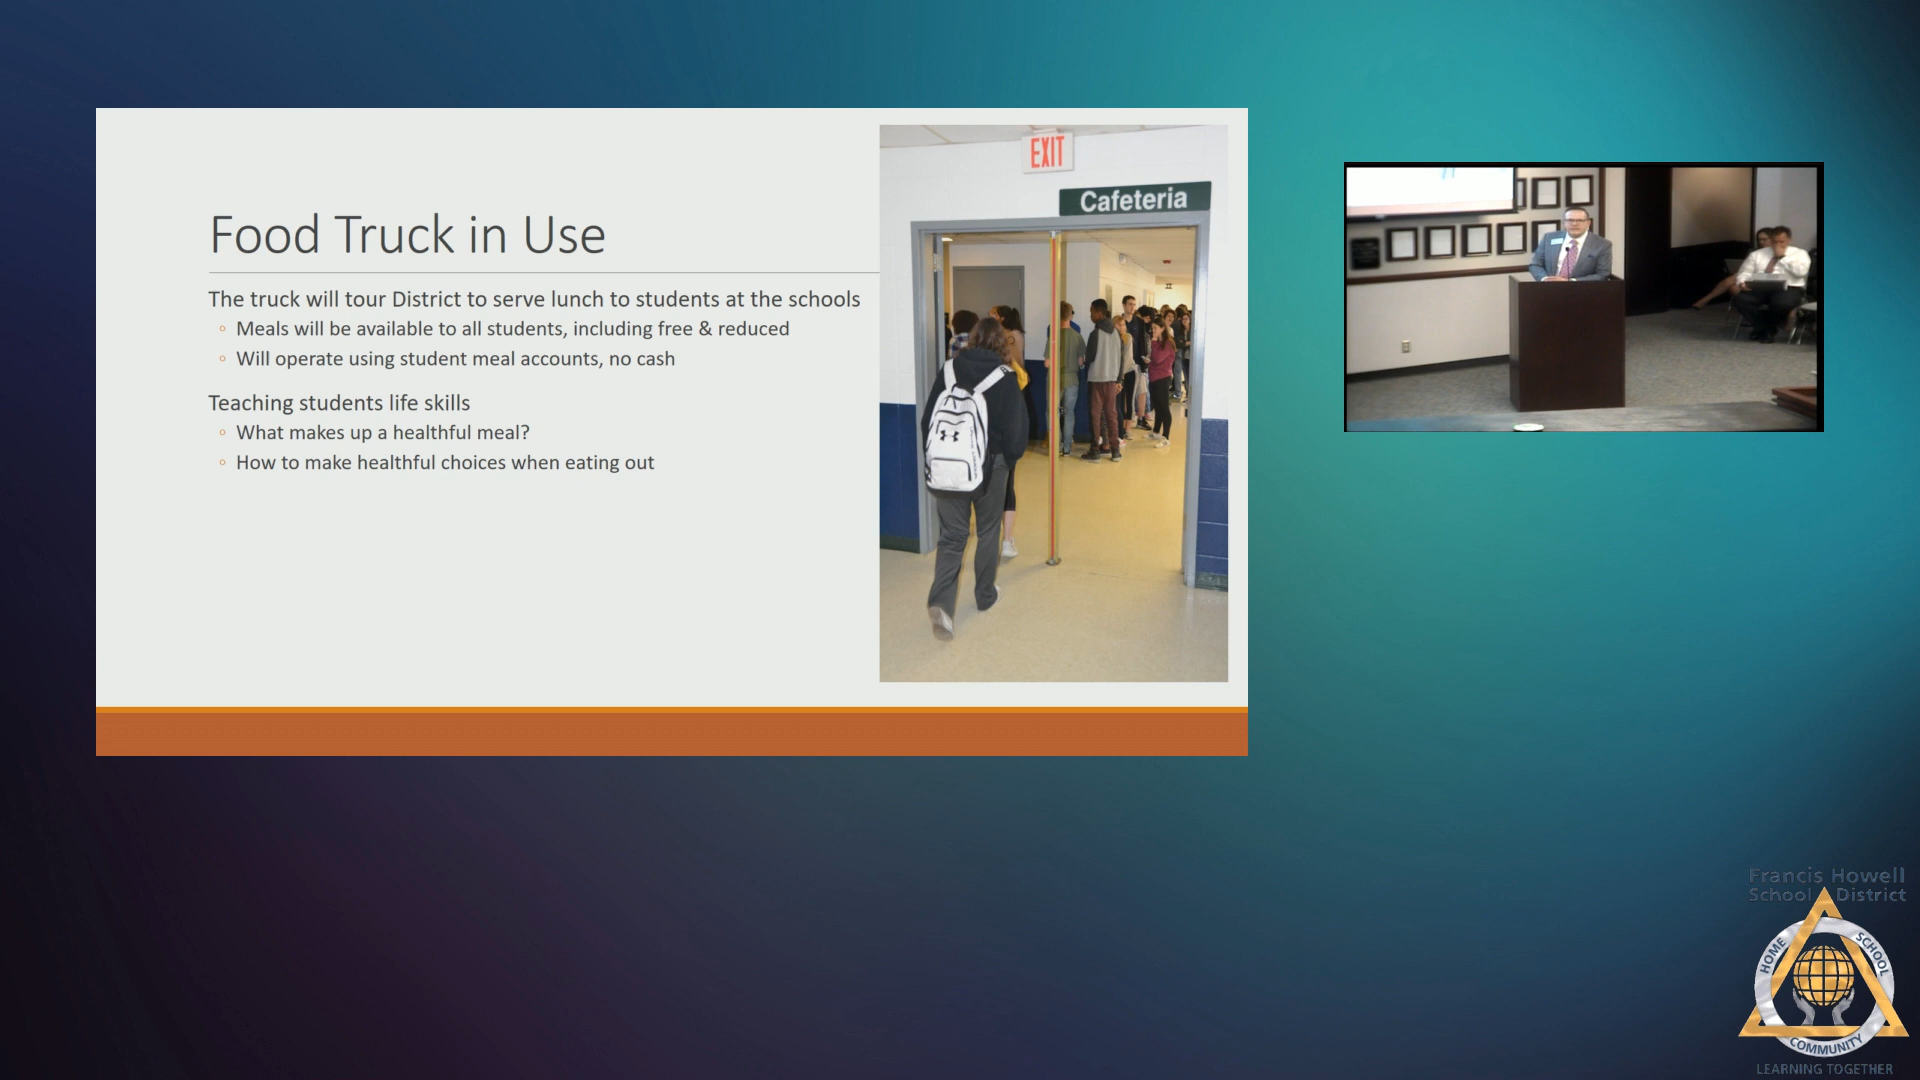 Food Truck in Use
The truck will tour District to serve lunch to students at the schools
Meals will be available to all students, including free & reduced
Will operate using student meal accounts, no cash
Teaching students life skills
What makes up a healthful meal?
How to make healthful choices when eating out
EXIT
Cafeteria
Francis Howell
School District
HOME
SCHOOL
COMMUNITY
LEARNING TOGETHER